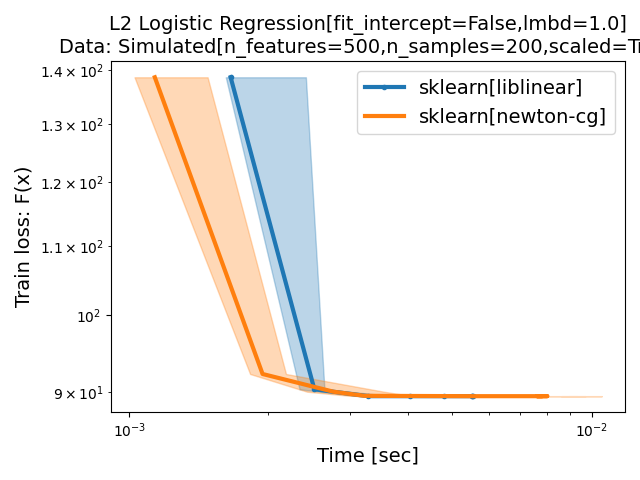 L2 Logistic Regression[fit_intercept=False,lmbd=1.0]
Data: Simulated[n_features=500,n_samples=200,scaled=Tr
sklearn[liblinear]
sklearn[newton-cg]
Train loss: F(x)
1.4 × 10²
1.3 × 10²
1.2 × 10²
1.1 × 10²
10²
9 × 10¹
10⁻³
10⁻²
Time [sec]